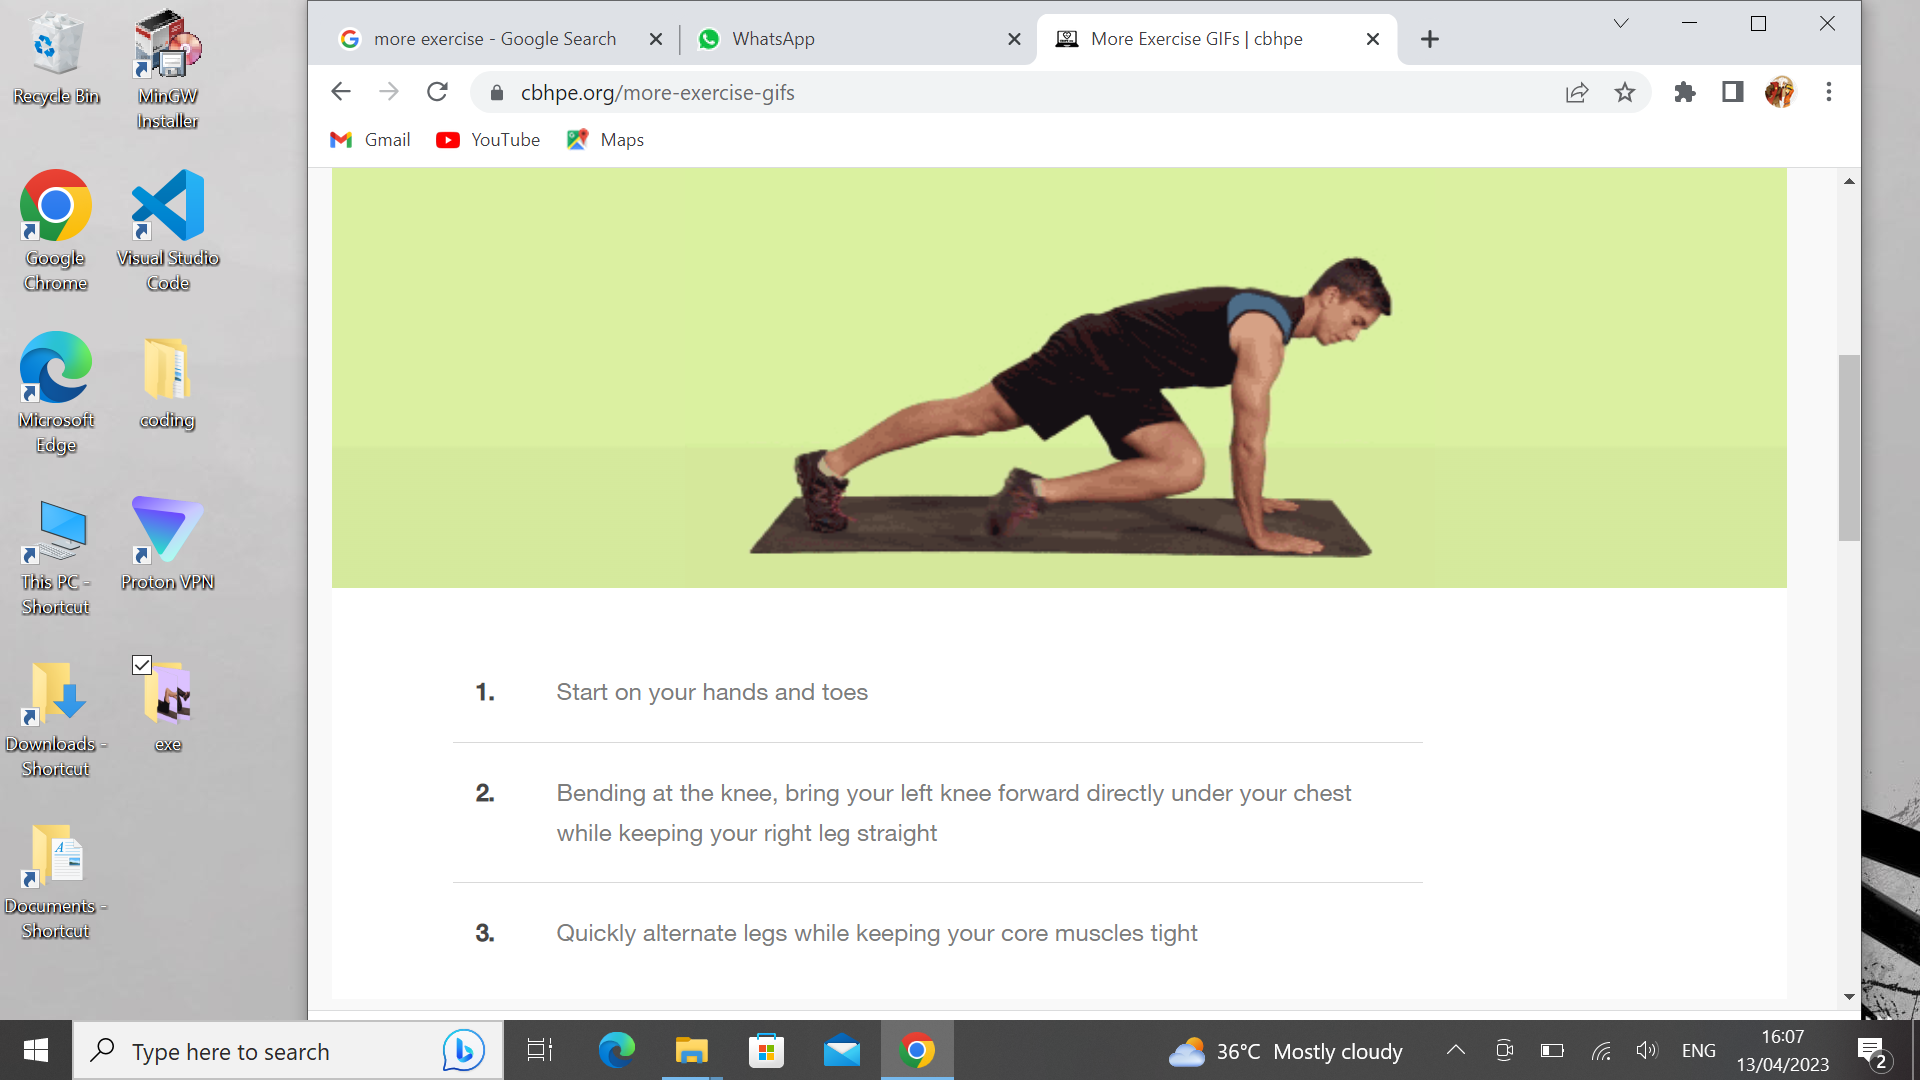 Recycle Bin
MinGW
Installer
Google
Chrome
Visual Studio
Code
Microsoft
Edge
coding
This PC -
Shortcut
Proton VPN
Downloads -
Shortcut
exe
Documents -
Shortcut
more exercise - Google Search
WhatsApp
More Exercise GIFs | cbhpe
cbhpe.org/more-exercise-gifs
Gmail
YouTube
Maps
1. Start on your hands and toes
2. Bending at the knee, bring your left knee forward directly under your chest
while keeping your right leg straight
3. Quickly alternate legs while keeping your core muscles tight
Type here to search
36°C Mostly cloudy
ENG
16:07
13/04/2023
2